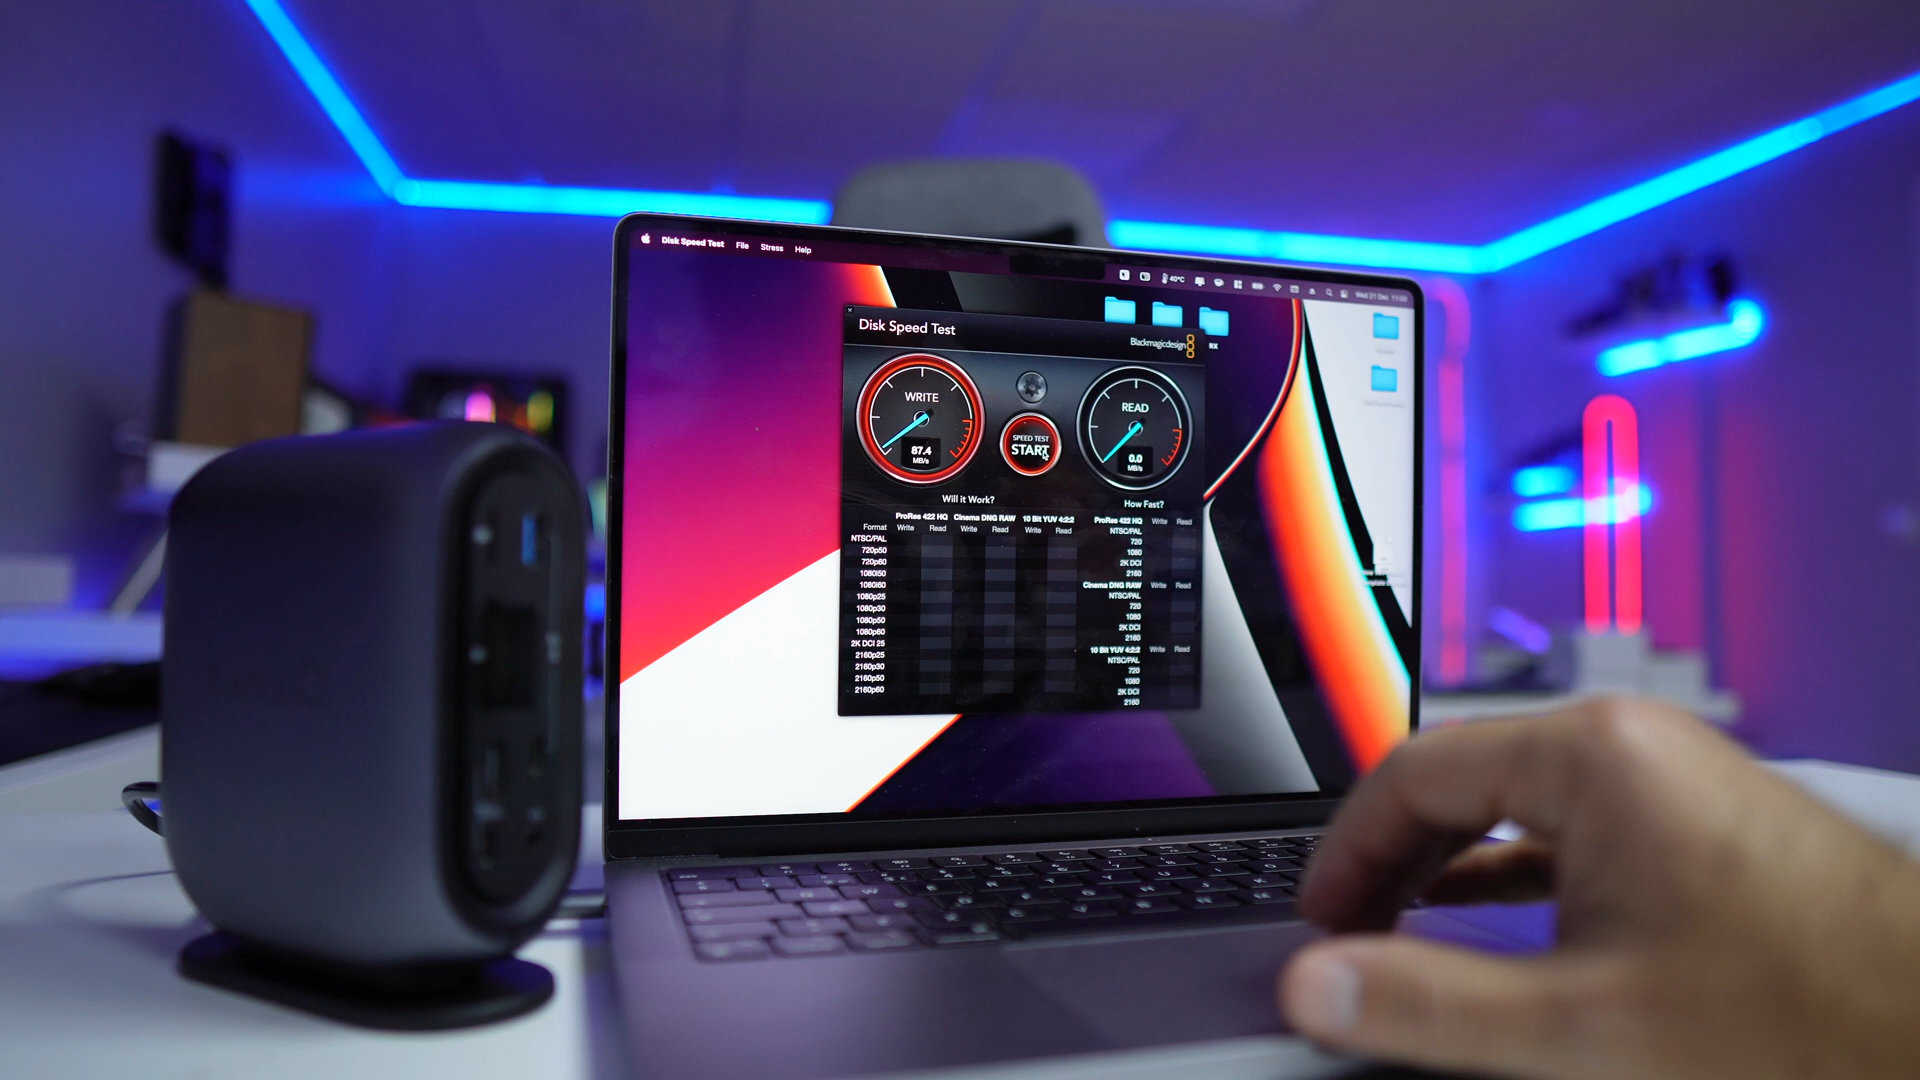 Disk Speed Test File Stress Help
40°C
Wed 21 Dec
Disk Speed Test
Blackmagicdesign
RX
WRITE
87.4
MB/s
SPEED TEST
START
READ
0.0
MB/s
Will it Work?
ProRes 422 HQ Cinema DNG RAW 10 Bit YUV 4:2:2
Format Write Read Write Read Write Read
NTSC/PAL
720p50
720p60
1080i50
1080i60
1080p25
1080p30
1080p50
1080p60
2K DCI 25
2160p25
2160p30
2160p50
2160p60
How Fast?
ProRes 422 HQ Write Read
NTSC/PAL
720
1080
2K DCI
2160
Cinema DNG RAW Write Read
NTSC/PAL
720
1080
2K DCI
2160
10 Bit YUV 4:2:2 Write Read
NTSC/PAL
720
1080
2K DCI
2160